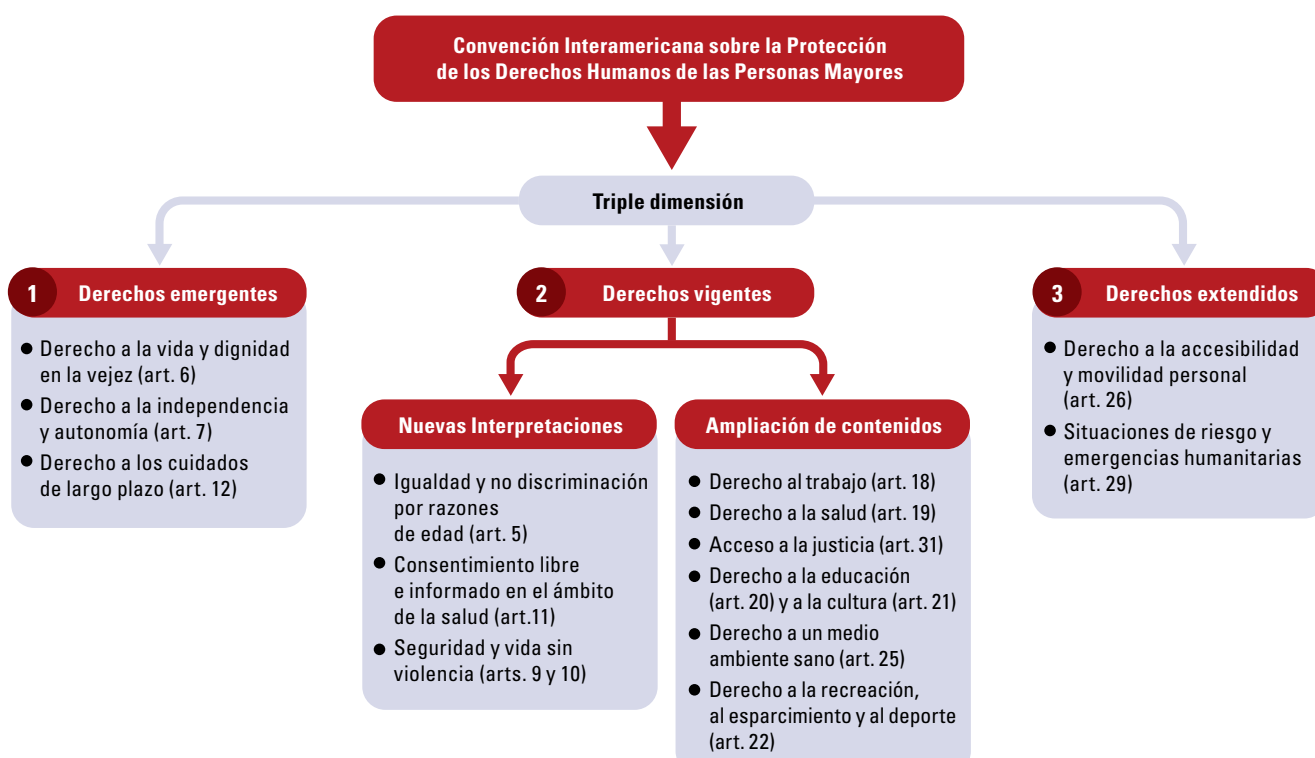 Convención Interamericana sobre la Protección
de los Derechos Humanos de las Personas Mayores
Triple dimensión
1 Derechos emergentes
● Derecho a la vida y dignidad
en la vejez (art. 6)
● Derecho a la independencia
y autonomía (art. 7)
● Derecho a los cuidados
de largo plazo (art. 12)
2 Derechos vigentes
Nuevas Interpretaciones
● Igualdad y no discriminación
por razones
de edad (art. 5)
● Consentimiento libre
e informado en el ámbito
de la salud (art.11)
● Seguridad y vida sin
violencia (arts. 9 y 10)
Ampliación de contenidos
● Derecho al trabajo (art. 18)
● Derecho a la salud (art. 19)
● Acceso a la justicia (art. 31)
● Derecho a la educación
(art. 20) y a la cultura (art. 21)
● Derecho a un medio
ambiente sano (art. 25)
● Derecho a la recreación,
al esparcimiento y al deporte
(art. 22)
3 Derechos extendidos
● Derecho a la accesibilidad
y movilidad personal
(art. 26)
● Situaciones de riesgo y
emergencias humanitarias
(art. 29)